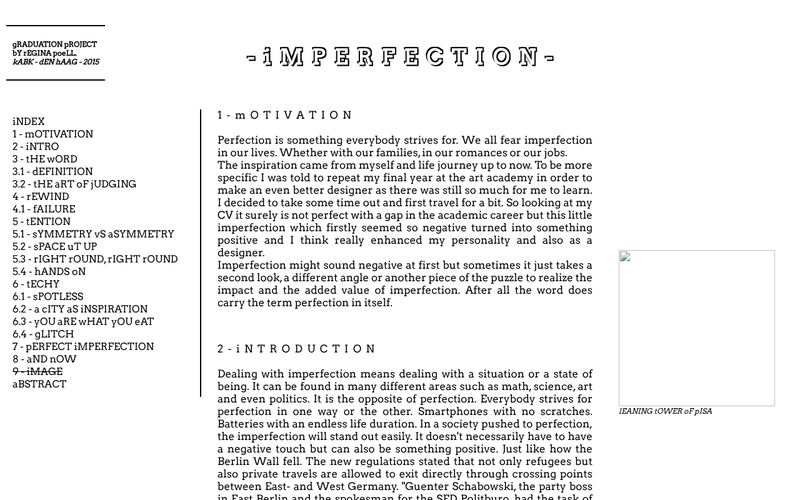 gRADUATION pROJECT
bY rEGINA poeLL.
kABK - dEN hAAG - 2015
-iMPERFECTION-
iNDEX
1 - mOTIVATION
2 - iNTRO
3 - tHE wORD
3.1 - dEFINITION
3.2 - tHE aRT oF jUDGING
4 - rEWIND
4.1 - fAILURE
5 - tENTION
5.1 - sYMMETRY vS aSYMMETRY
5.2 - sPACE uT UP
5.3 - rIGHT rOUND, rIGHT rOUND
5.4 - hANDS oN
6 - tECHY
6.1 - sPOTLESS
6.2 - a cITY aS iNSPIRATION
6.3 - yOU aRE wHAT yOU eAT
6.4 - gLITCH
7 - pERFECT iMPERFECTION
8 - aND nOW
9 - iMAGE
aBSTRACT
1 - mOTIVATION
Perfection is something everybody strives for. We all fear imperfection
in our lives. Whether with our families, in our romances or our jobs.
The inspiration came from myself and life journey up to now. To be more
specific I was told to repeat my final year at the art academy in order to
make an even better designer as there was still so much for me to learn.
I decided to take some time out and first travel for a bit. So looking at my
CV it surely is not perfect with a gap in the academic career but this little
imperfection which firstly seemed so negative turned into something
positive and I think really enhanced my personality and also as a
designer.
Imperfection might sound negative at first but sometimes it just takes a
second look, a different angle or another piece of the puzzle to realize the
impact and the added value of imperfection. After all the word does
carry the term perfection in itself.
2 - iNTRODUCTION
Dealing with imperfection means dealing with a situation or a state of
being. It can be found in many different areas such as math, science, art
and even politics. It is the opposite of perfection. Everybody strives for
perfection in one way or the other. Smartphones with no scratches.
Batteries with an endless life duration. In a society pushed to perfection,
the imperfection will stand out easily. It doesn't necessarily have to have
a negative touch but can also be something positive. Just like how the
Berlin Wall fell. The new regulations stated that not only refugees but
also private travels are allowed to exit directly through crossing points
between East- and West Germany. "Guenter Schabowski, the party boss
in East Berlin and the spokesman for the SED Politburo, had the task of
lEANING tOWER oF pISA